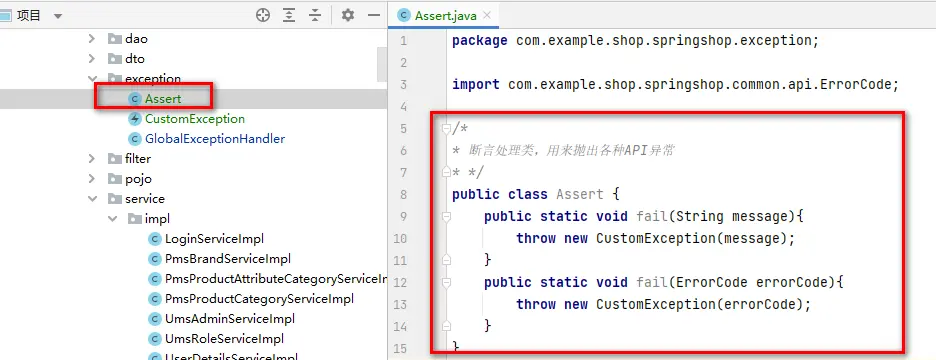 项目
dao
dto
exception
Assert
CustomException
GlobalExceptionHandler
filter
pojo
service
impl
LoginServiceImpl
PmsBrandServiceImpl
PmsProductAttributeCategoryServiceIm
PmsProductCategoryServiceImpl
UmsAdminServiceImpl
UmsRoleServiceImpl
UserDetailsServiceImpl
Assert.java
1 package com.example.shop.springshop.exception;
2
3 import com.example.shop.springshop.common.api.ErrorCode;
4
5 /*
6 * 断言处理类，用来抛出各种API异常
7 * */
8 public class Assert {
9 public static void fail(String message){
10 throw new CustomException(message);
11 }
12 public static void fail(ErrorCode errorCode){
13 throw new CustomException(errorCode);
14 }
15 }